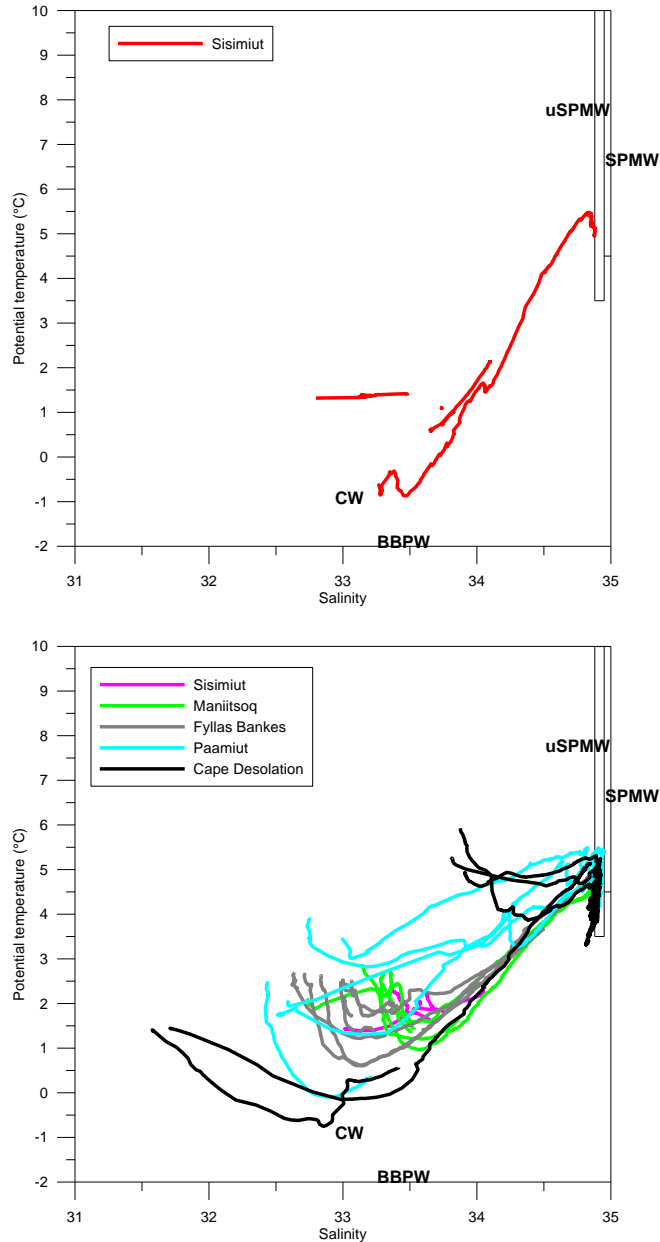 10
Sisimiut
9
8
uSPMW
7
SPMW
6
5
4
3
2
1
0
CW
-1
BBPW
-2
31
32
33
34
35
Salinity
Potential temperature (°C)
10
Sisimiut
9
Maniitsoq
Fyllas Bankes
8
Paamiut
uSPMW
Cape Desolation
7
SPMW
6
5
4
3
2
1
0
CW
-1
BBPW
-2
31
32
33
34
35
Salinity
Potential temperature (°C)